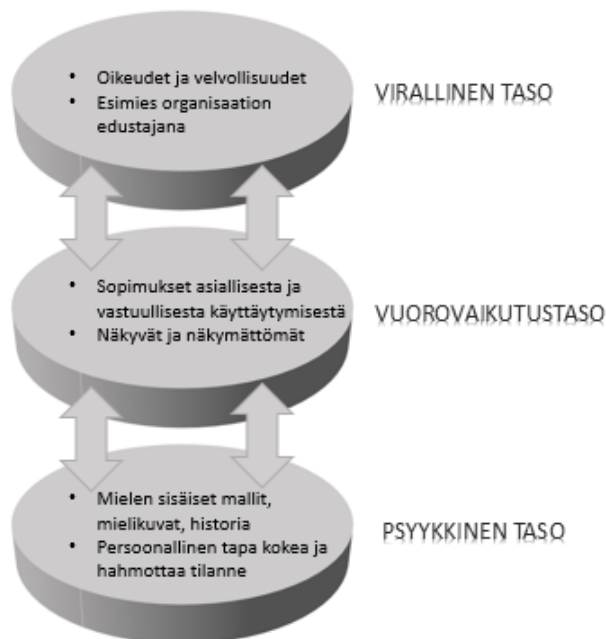 • Oikeudet ja velvollisuudet
• Esimies organisaation
edustajana
VIRALLINEN TASO
• Sopimukset asiallisesta ja
vastuullisesta käyttäytymisestä
• Näkyvät ja näkymättömät
VUOROVAIKUTUSTASO
• Mielen sisäiset mallit,
mielikuvat, historia
• Persoonallinen tapa kokea ja
hahmottaa tilanne
PSYYKKINEN TASO